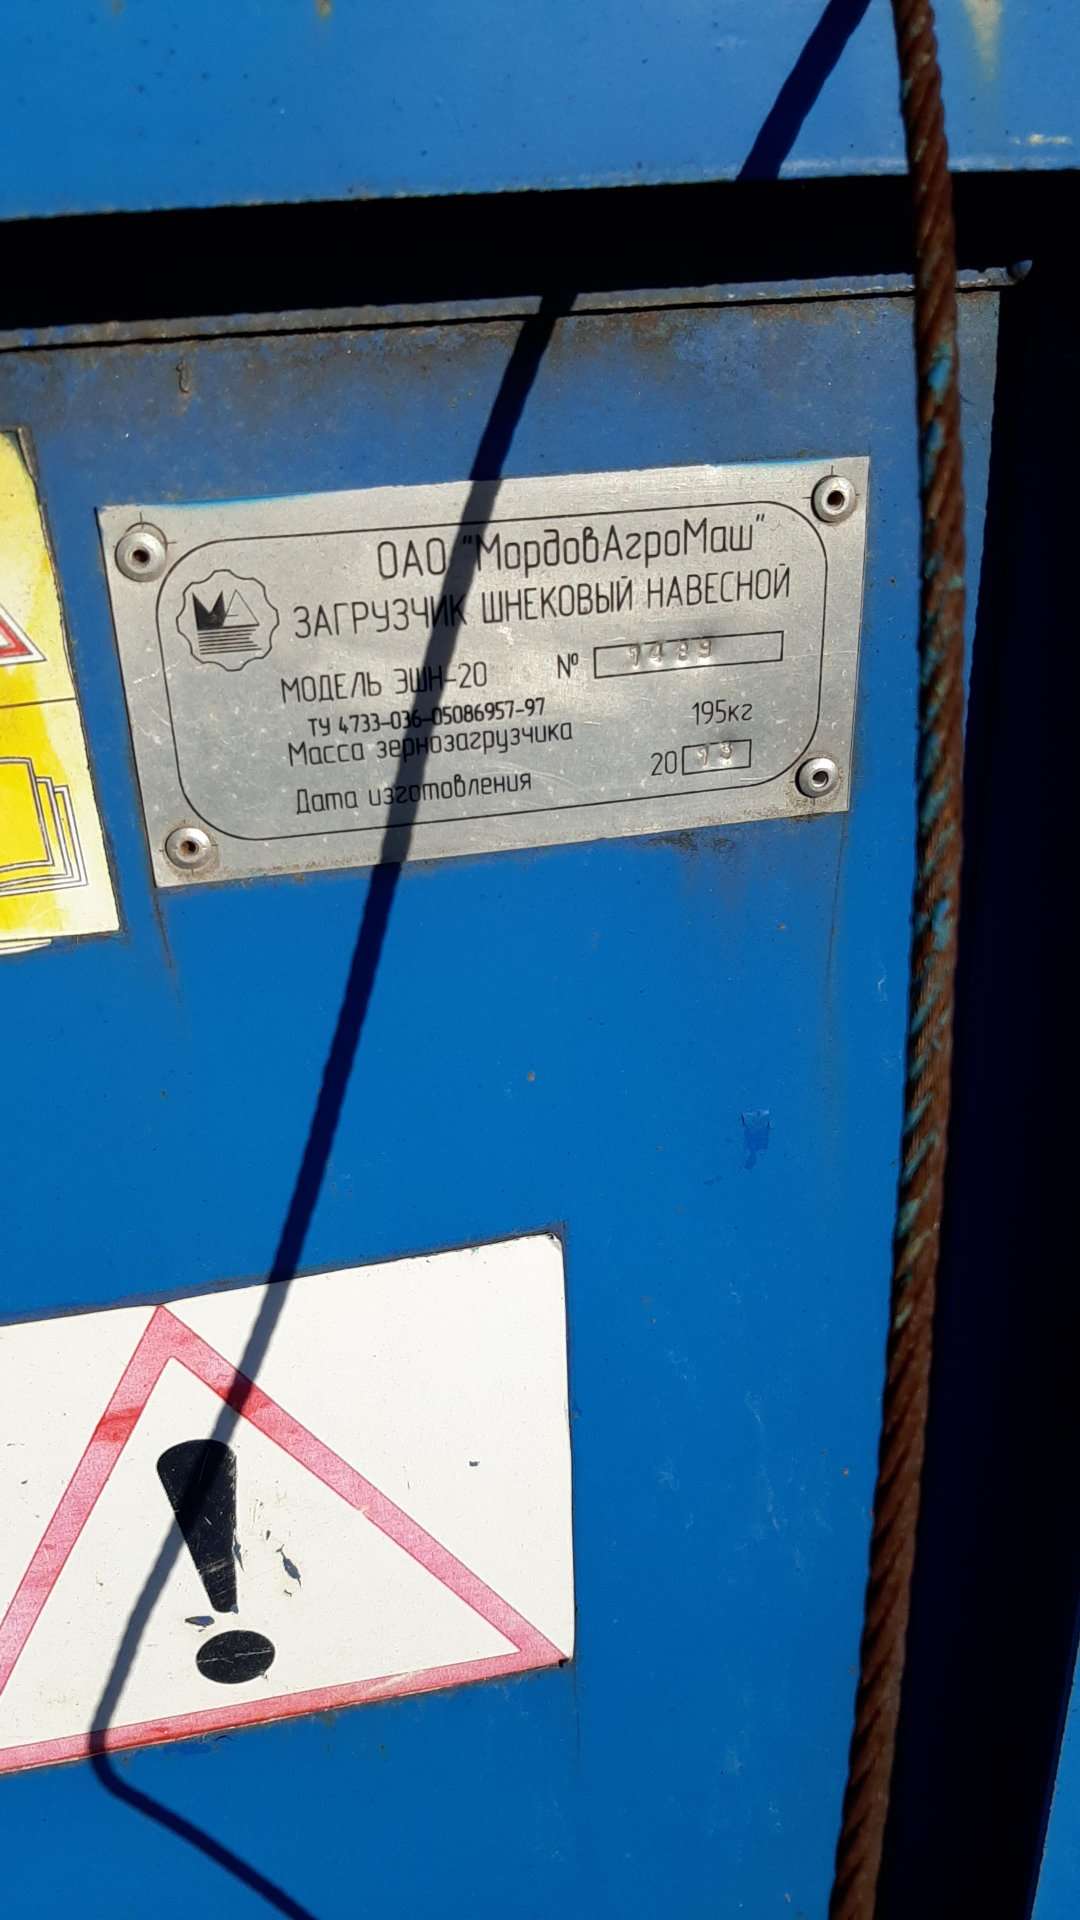 ОАО "МордовАгроМаш"
ЗАГРУЗЧИК ШНЕКОВЫЙ НАВЕСНОЙ
МОДЕЛЬ ЗШН-20 №
ТУ 4733-036-05086957-97
Масса зернозагрузчика 195кг
Дата изготовления 20